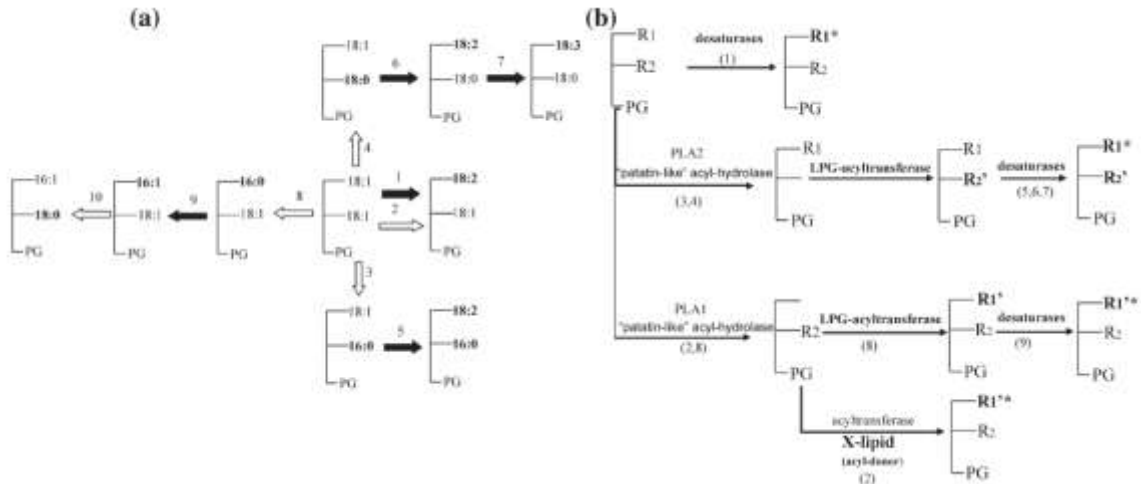 (a)
18:1
18:0
PG
6
18:2
18:0
PG
7
18:3
18:0
PG
4
16:1
18:0
PG
10
16:1
18:1
PG
9
16:0
18:1
PG
8
18:1
18:1
PG
1
2
18:2
18:1
PG
3
18:1
16:0
PG
5
18:2
16:0
PG
(b)
R1
R2
PG
desaturases
(1)
R1*
R2
PG
PLA2
"patatin-like" acyl-hydrolase
(3,4)
R1
PG
LPG-acyltransferase
R1
R2'
PG
desaturases
(5,6,7)
R1*
R2'
PG
PLA1
"patatin-like" acyl-hydrolase
(2,8)
R2
PG
LPG-acyltransferase
(8)
R1'
R2
PG
desaturases
(9)
R1'*
R2
PG
acyltransferase
X-lipid
(acyl-donor)
(2)
R1'*
R2
PG